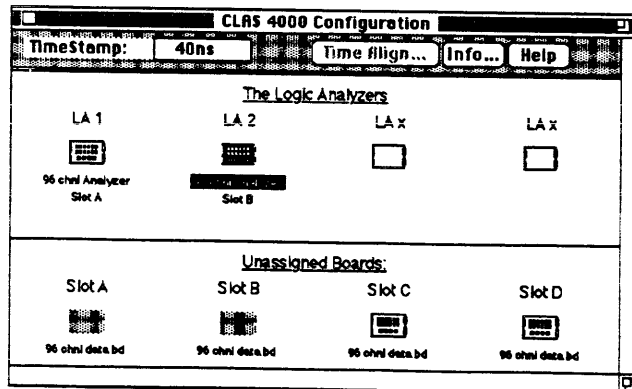 CLAS 4000 Configuration
TimeStamp: 40ns Time Align... Info... Help
The Logic Analyzers
LA 1 LA 2 LA x LA x
96 chnl Analyzer
Slot A Slot B
Unassigned Boards:
Slot A Slot B Slot C Slot D
96 chnl data bd 96 chnl data bd 96 chnl data bd 96 chnl data bd